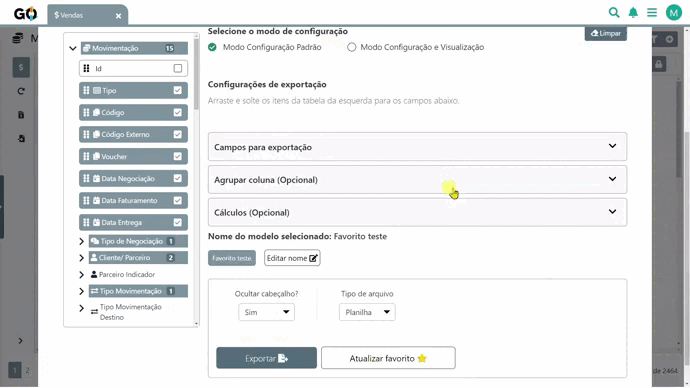 GO
$ Vendas
M
Selecione o modo de configuração
Modo Configuração Padrão
Modo Configuração e Visualização
Limpar
Movimentação 15
Id
Tipo
Código
Código Externo
Voucher
Data Negociação
Data Faturamento
Data Entrega
Tipo de Negociação 1
Cliente/ Parceiro 2
Parceiro Indicador
Tipo Movimentação 1
Tipo Movimentação
Destino
Configurações de exportação
Arraste e solte os itens da tabela da esquerda para os campos abaixo.
Campos para exportação
Agrupar coluna (Opcional)
Cálculos (Opcional)
Nome do modelo selecionado: Favorito teste
Favorito teste
Editar nome
Ocultar cabeçalho?
Tipo de arquivo
Sim
Planilha
Exportar
Atualizar favorito
M
$
1
2
de 2464